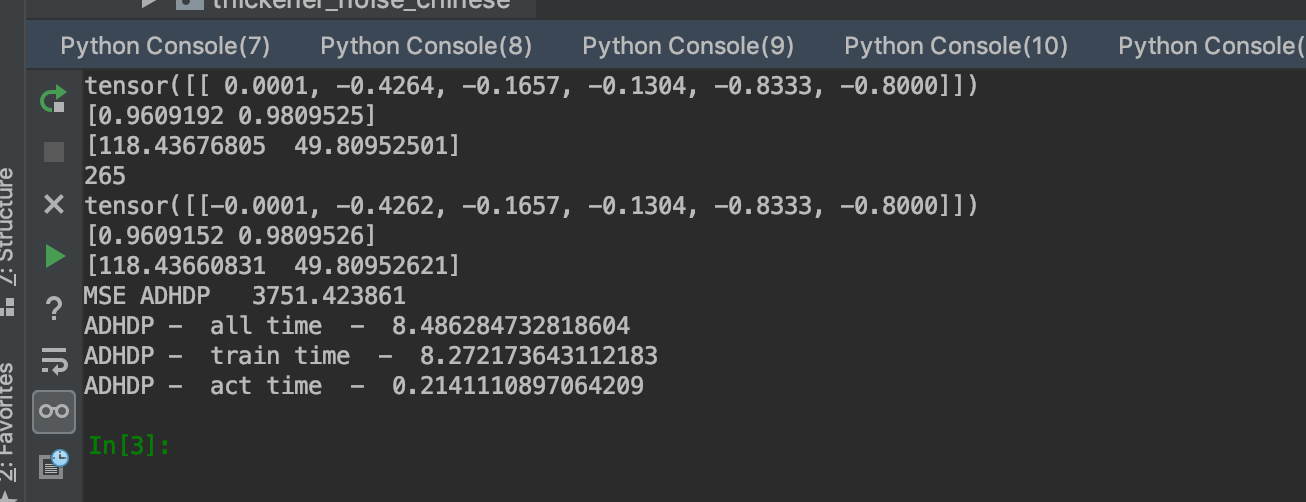 thickener_noise_chinese
Python Console(7) Python Console(8) Python Console(9) Python Console(10) Python Console(
tensor([[ 0.0001, -0.4264, -0.1657, -0.1304, -0.8333, -0.8000]])
[0.9609192 0.9809525]
[118.43676805  49.80952501]
265
tensor([[-0.0001, -0.4262, -0.1657, -0.1304, -0.8333, -0.8000]])
[0.9609152 0.9809526]
[118.43660831  49.80952621]
MSE ADHDP   3751.423861
ADHDP -  all time  -  8.486284732818604
ADHDP -  train time  -  8.272173643112183
ADHDP -  act time  -  0.2141110897064209
In[3]:
7: Structure
2: Favorites